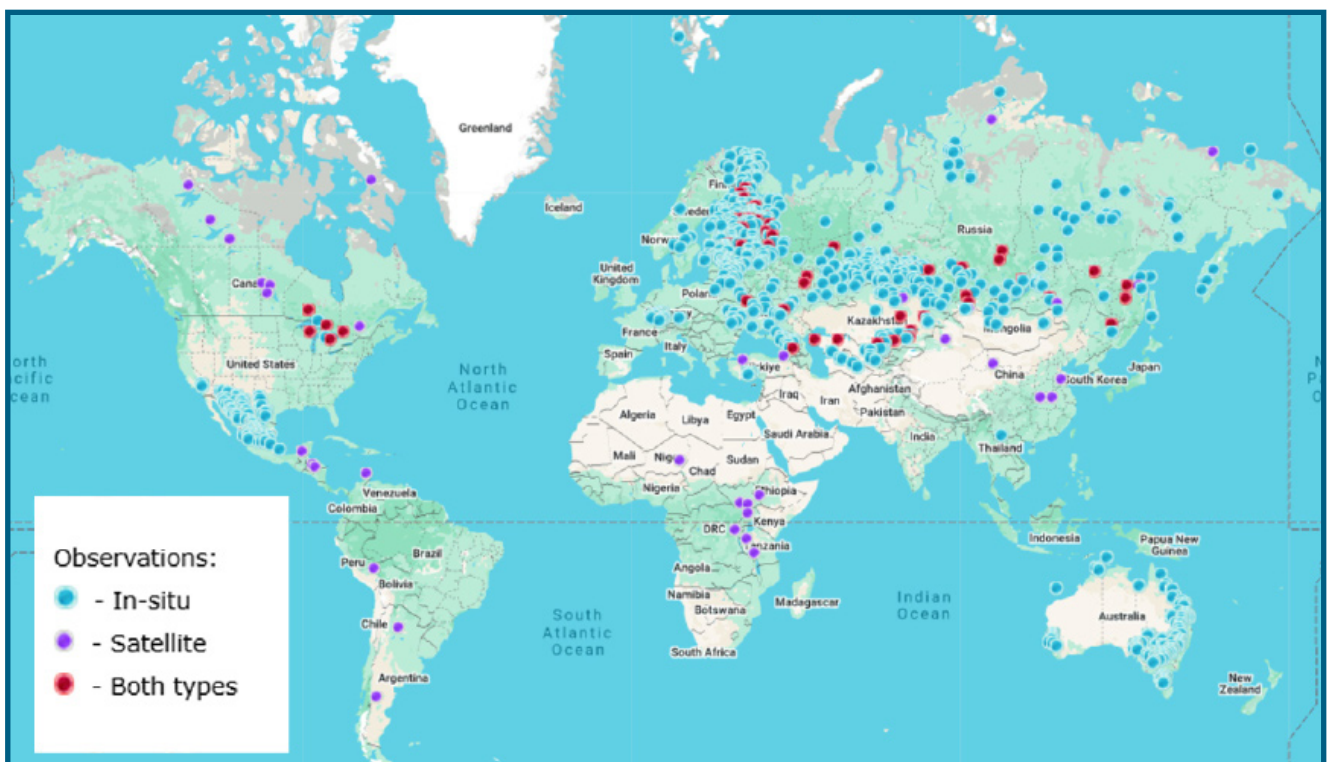 Greenland
Iceland
Russia
United
Kingdom
France
Italy
Spain
Kazakhstan
Mongolia
United States
North
Atlantic
Ocean
China
South Korea
Japan
Iraq
Iran
Afghanistan
Pakistan
Algeria
Libya
Egypt
Saudi Arabia
India
Thailand
Mali
Chad
Sudan
Nigeria
Venezuela
Colombia
DRC
Kenya
Indonesia
Papua New
Guinea
Brazil
Peru
Bolivia
Angola
Namibia
Botswana
Madagascar
Indian
Ocean
Australia
Chile
South
Atlantic
Ocean
South Africa
Argentina
New
Zealand
Observations:
- In-situ
- Satellite
- Both types